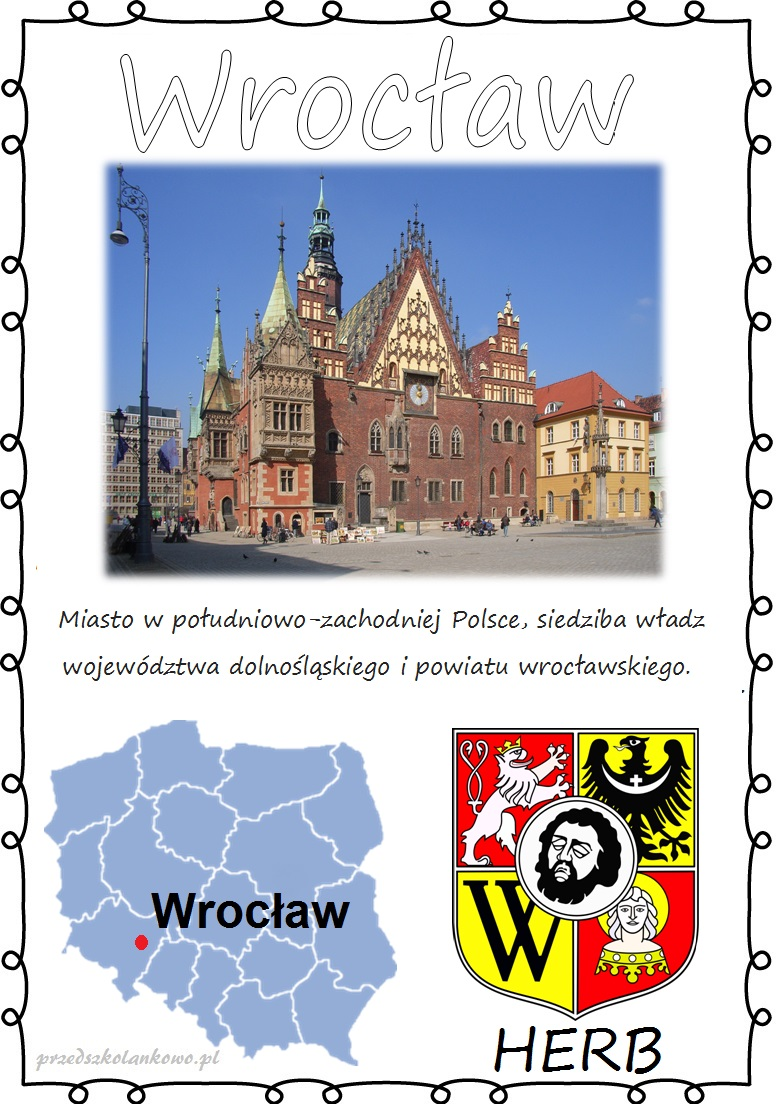 Wrocław
Miasto w południowo-zachodniej Polsce, siedziba władz
województwa dolnośląskiego i powiatu wrocławskiego.
Wrocław
W
HERB
przedszkolankowo.pl